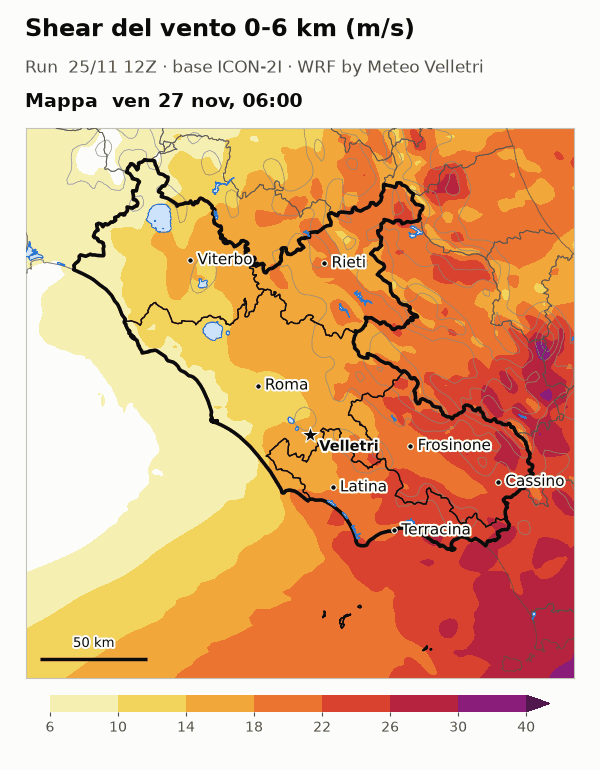 Shear del vento 0-6 km (m/s)
Run  25/11 12Z · base ICON-2I · WRF by Meteo Velletri
Mappa  ven 27 nov, 06:00
Viterbo
Rieti
Roma
Velletri
Frosinone
Cassino
Latina
Terracina
50 km
6 10 14 18 22 26 30 40